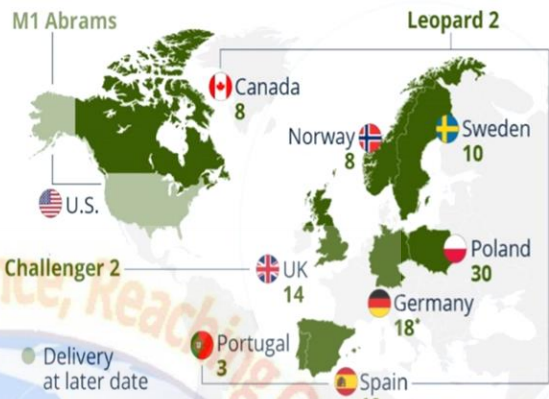 M1 Abrams
Leopard 2
Canada
8
Norway
8
Sweden
10
U.S.
Challenger 2
UK
14
Poland
30
Germany
18*
Portugal
3
Delivery
at later date
Spain